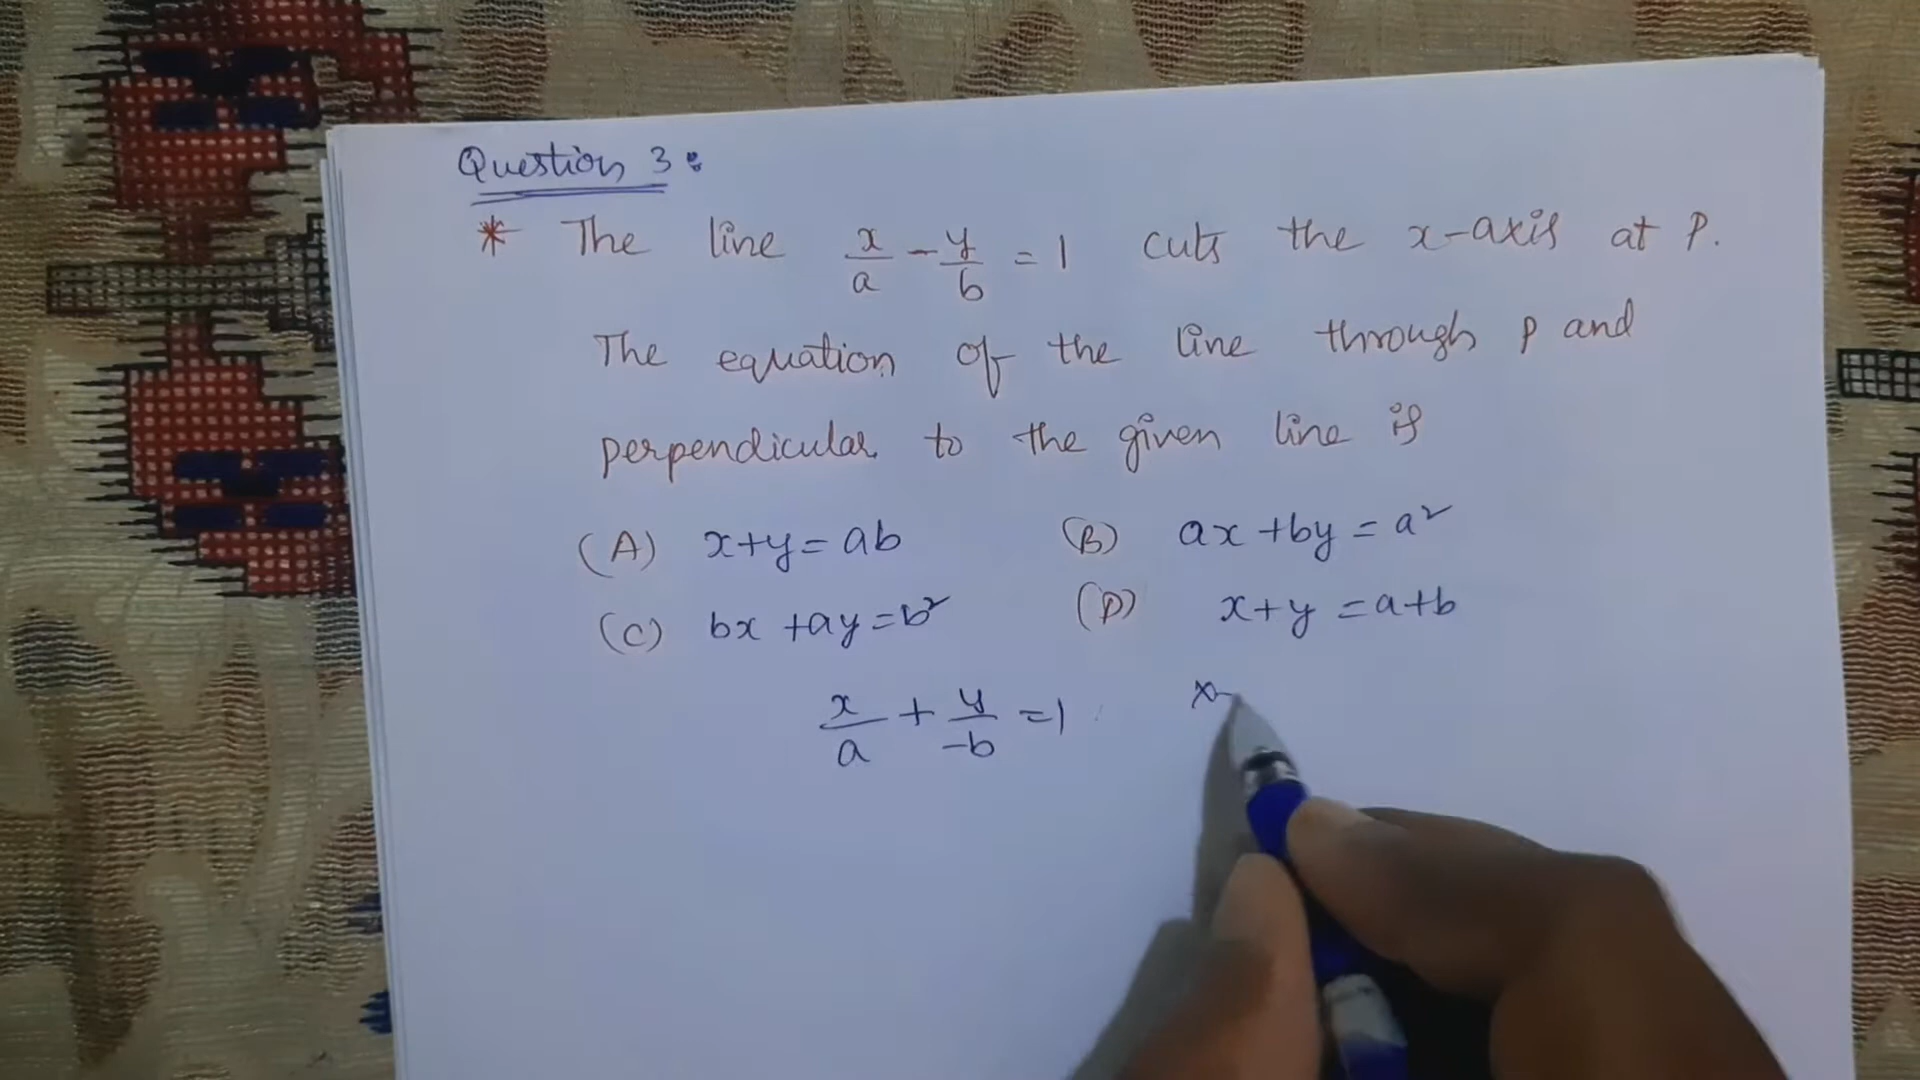 Question 3:
* The line x/a - y/b = 1 cuts the x-axis at P.
The equation of the line through P and
perpendicular to the given line is
(A) x+y = ab (B) ax + by = a²
(C) bx + ay = b² (D) x+y = a+b
x/a + y/-b = 1 x-